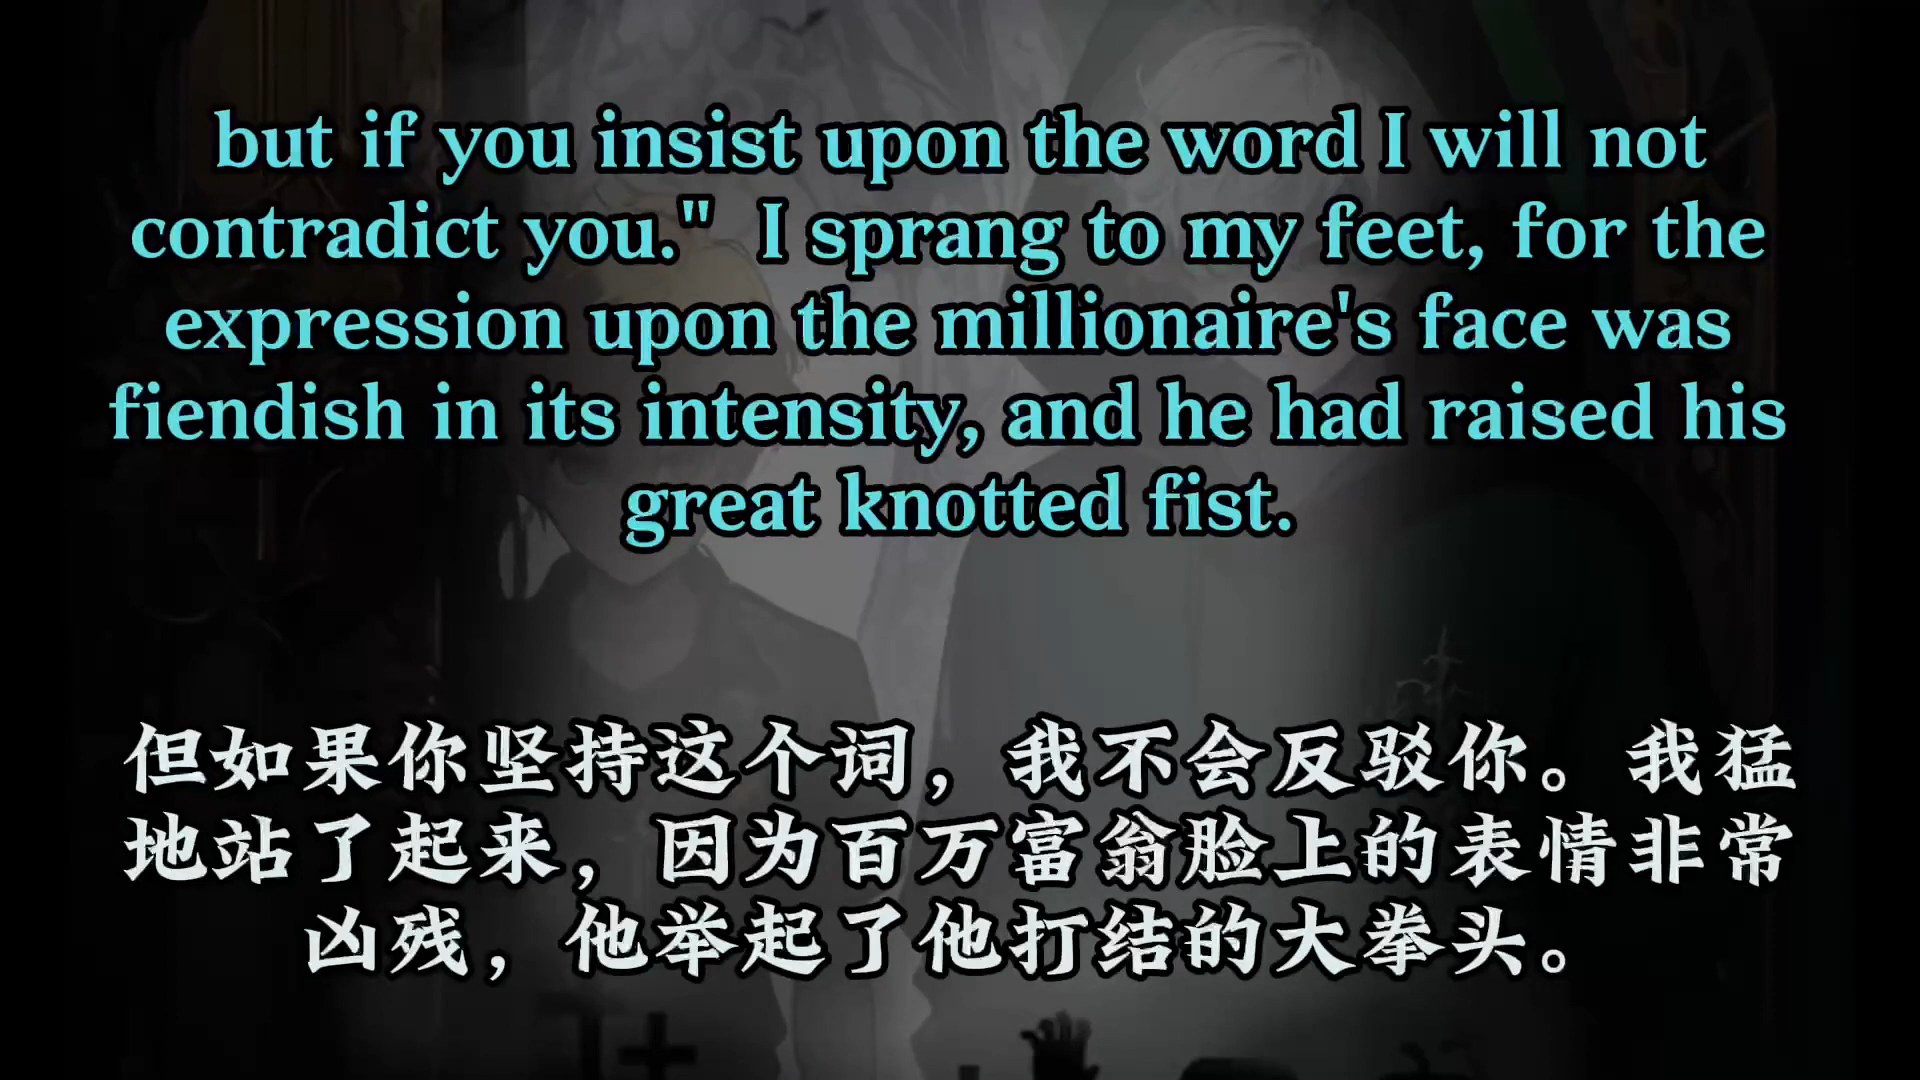 but if you insist upon the word I will not
contradict you."  I sprang to my feet, for the
expression upon the millionaire's face was
fiendish in its intensity, and he had raised his
great knotted fist.
但如果你坚持这个词，我不会反驳你。我猛
地站了起来，因为百万富翁脸上的表情非常
凶残，他举起了他打结的大拳头。